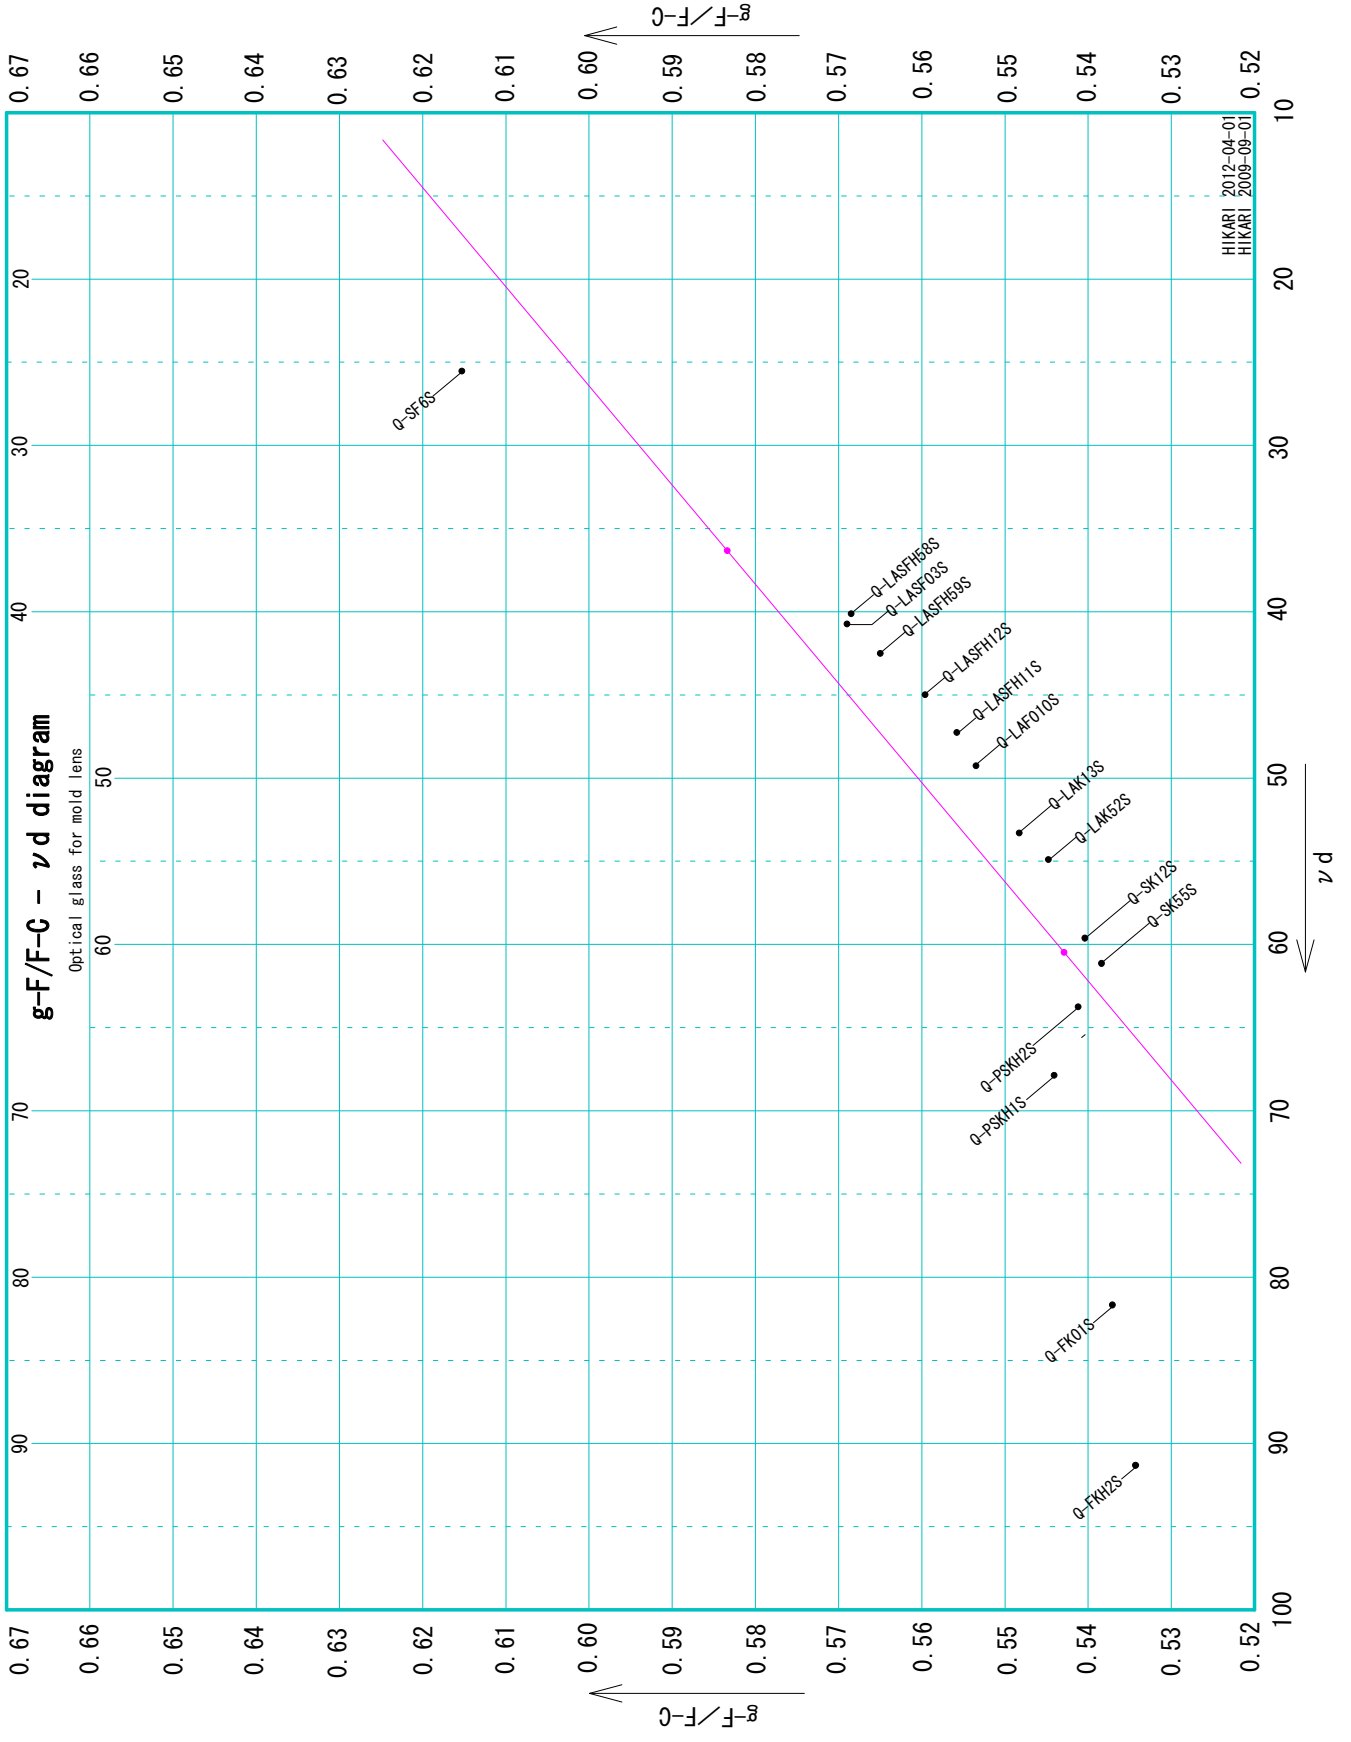 g-F/F-C - νd diagram
Optical glass for mold lens
g-F/F-C
0.67
0.66
0.65
0.64
0.63
0.62
0.61
0.60
0.59
0.58
0.57
0.56
0.55
0.54
0.53
0.52
90
80
70
60
50
40
30
20
Q-SF6S
Q-LASFH58S
Q-LASF03S
Q-LASFH59S
Q-LASFH12S
Q-LASFH11S
Q-LAF010S
Q-LAK13S
Q-LAK52S
Q-SK12S
Q-SK55S
Q-PSKH2S
Q-PSKH1S
Q-FK01S
Q-FKH2S
HIKARI 2012-04-01
HIKARI 2009-09-01
100
90
80
70
60
50
40
30
20
10
νd
0.67
0.66
0.65
0.64
0.63
0.62
0.61
0.60
0.59
0.58
0.57
0.56
0.55
0.54
0.53
0.52
g-F/F-C